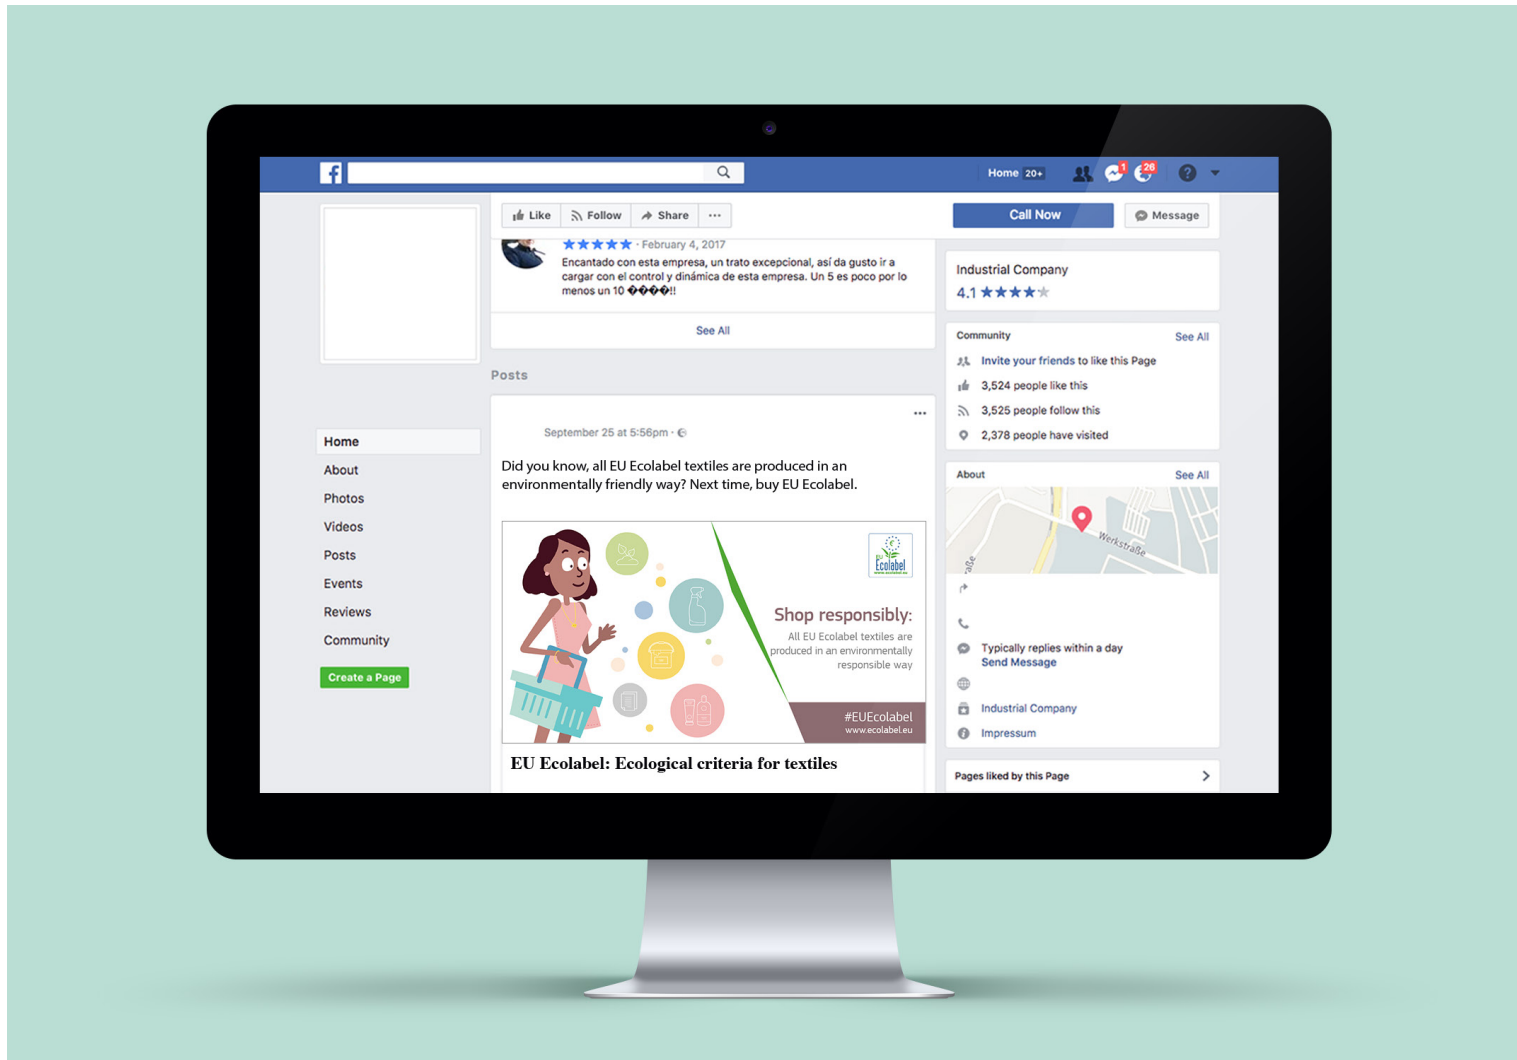 f
Home 20+
1
26
?
Like
Follow
Share
Call Now
Message
February 4, 2017
Encantado con esta empresa, un trato excepcional, así da gusto ir a
cargar con el control y dinámica de esta empresa. Un 5 es poco por lo
menos un 10 ����!!
See All
Posts
September 25 at 5:56pm
Did you know, all EU Ecolabel textiles are produced in an
environmentally friendly way? Next time, buy EU Ecolabel.
EU
Ecolabel
www.ecolabel.eu
Shop responsibly:
All EU Ecolabel textiles are
produced in an environmentally
responsible way
#EUEcolabel
www.ecolabel.eu
EU Ecolabel: Ecological criteria for textiles
Home
About
Photos
Videos
Posts
Events
Reviews
Community
Create a Page
Industrial Company
4.1
Community
See All
Invite your friends to like this Page
3,524 people like this
3,525 people follow this
2,378 people have visited
About
See All
Werkstraße
raße
Typically replies within a day
Send Message
Industrial Company
Impressum
Pages liked by this Page